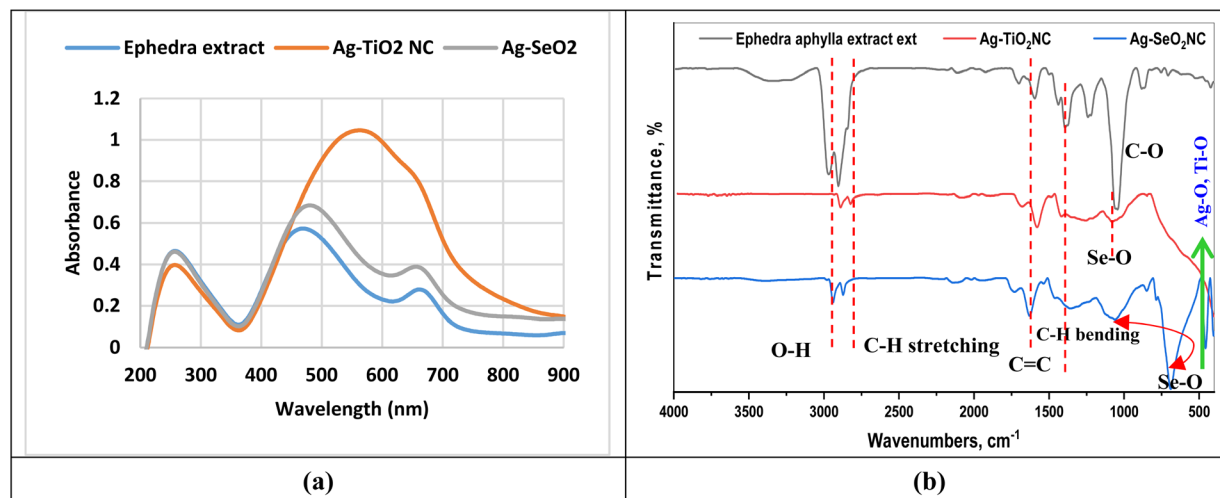 Ephedra extract Ag-TiO2 NC Ag-SeO2
1.2
1
0.8
0.6
0.4
0.2
0
Absorbance
200 300 400 500 600 700 800 900
Wavelength (nm)
(a)
Ephedra aphylla extract ext Ag-TiO₂NC Ag-SeO₂NC
Transmittance, %
C-O
Ag-O, Ti-O
Se-O
C-H bending
O-H
C-H stretching
C=C
Se-O
4000 3500 3000 2500 2000 1500 1000 500
Wavenumbers, cm⁻¹
(b)